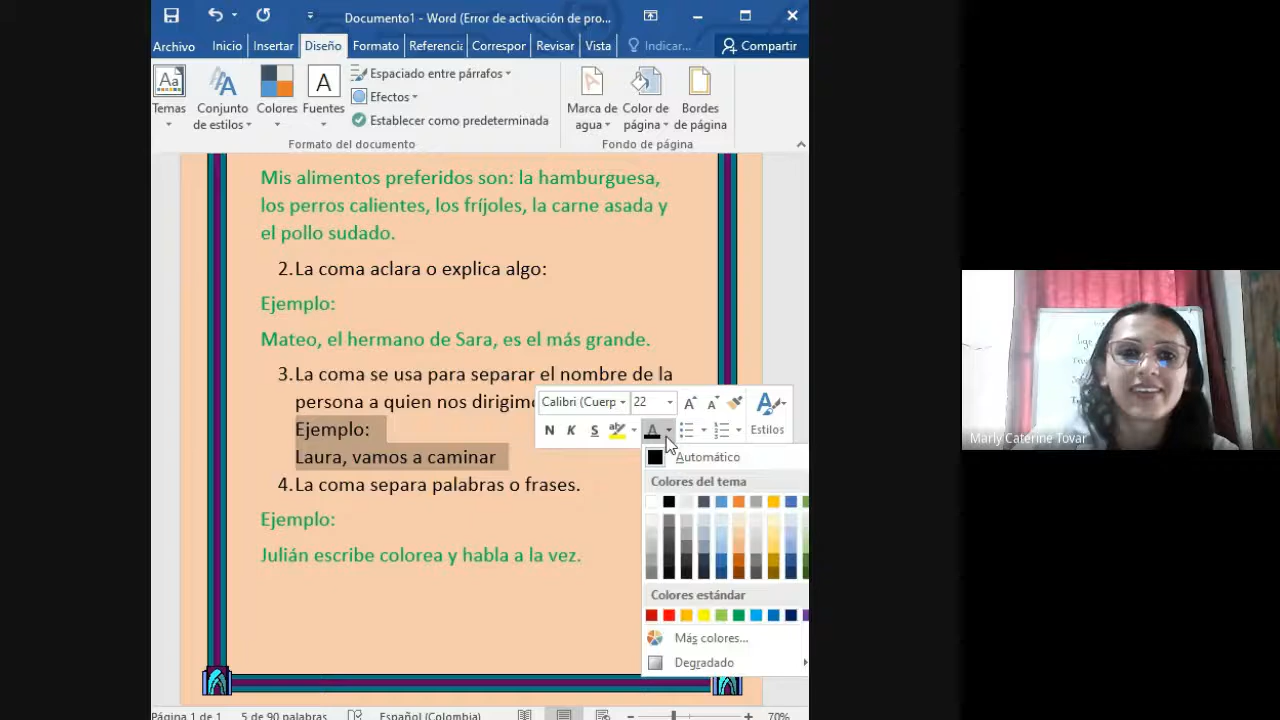 Documento1 - Word (Error de activación de pro...
Archivo Inicio Insertar Diseño Formato Referencia Correspor Revisar Vista Indicar... Compartir
Temas
Conjunto de estilos
Colores
Fuentes
Espaciado entre párrafos
Efectos
Establecer como predeterminada
Marca de agua
Color de página
Bordes de página
Formato del documento
Fondo de página
Mis alimentos preferidos son: la hamburguesa,
los perros calientes, los fríjoles, la carne asada y
el pollo sudado.
2. La coma aclara o explica algo:
Ejemplo:
Mateo, el hermano de Sara, es el más grande.
3. La coma se usa para separar el nombre de la
persona a quien nos dirigimo
Ejemplo:
Laura, vamos a caminar
4. La coma separa palabras o frases.
Ejemplo:
Julián escribe colorea y habla a la vez.
Calibri (Cuerp 22
N K S aby A Estilos
Automático
Colores del tema
Colores estándar
Más colores...
Degradado
Página 1 de 1 5 de 90 palabras Español (Colombia) 70%
Marly Caterine Tovar